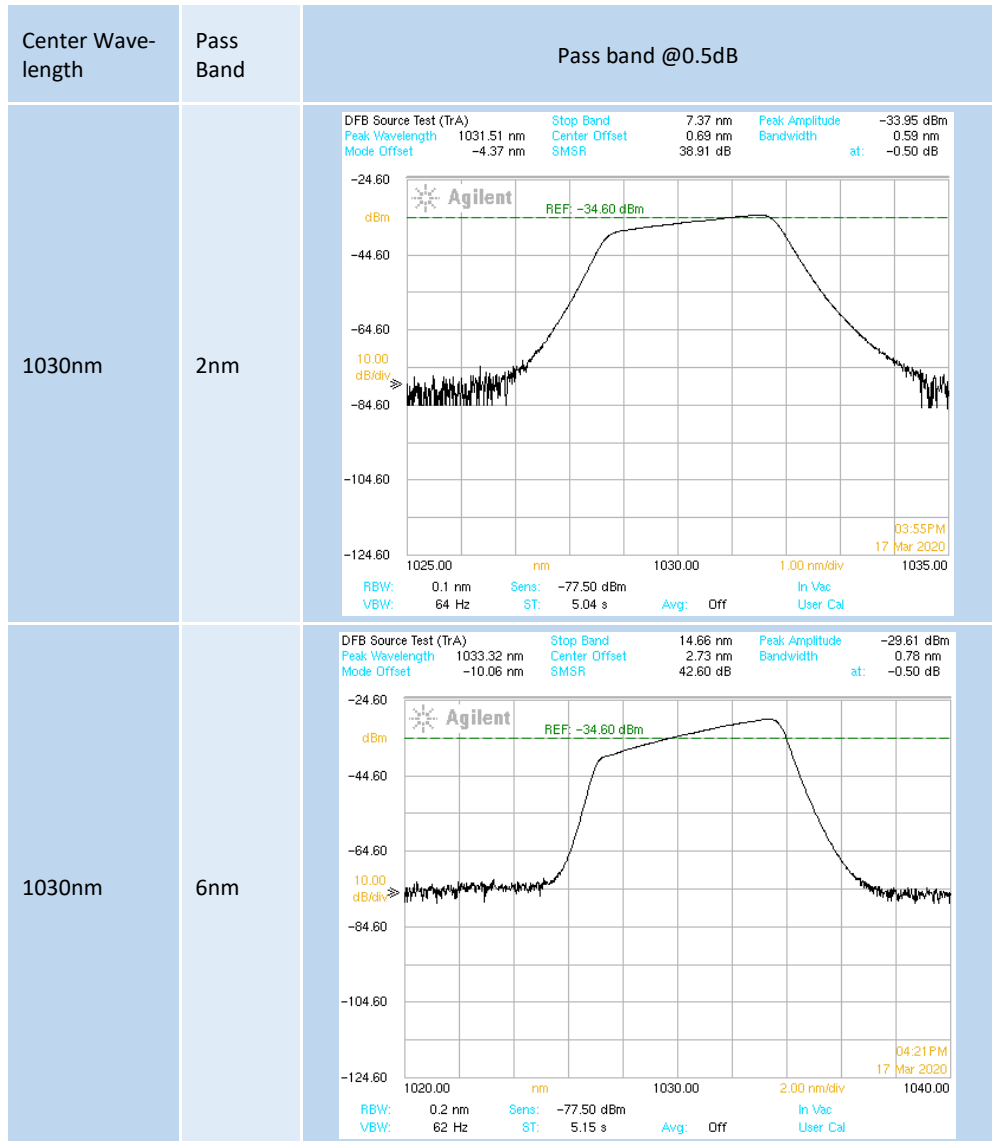 Center Wave-
length
Pass
Band
Pass band @0.5dB
1030nm
2nm
DFB Source Test (TrA) Stop Band 7.37 nm Peak Amplitude −33.95 dBm
Peak Wavelength 1031.51 nm Center Offset 0.69 nm Bandwidth 0.59 nm
Mode Offset −4.37 nm SMSR 38.91 dB at: −0.50 dB
−24.60
Agilent
REF: −34.60 dBm
dBm
−44.60
−64.60
10.00
dB/div
−84.60
−104.60
03:55PM
17 Mar 2020
−124.60
1025.00 nm 1030.00 1.00 nm/div 1035.00
RBW: 0.1 nm Sens: −77.50 dBm In Vac
VBW: 64 Hz ST: 5.04 s Avg: Off User Cal
1030nm
6nm
DFB Source Test (TrA) Stop Band 14.66 nm Peak Amplitude −29.61 dBm
Peak Wavelength 1033.32 nm Center Offset 2.73 nm Bandwidth 0.78 nm
Mode Offset −10.06 nm SMSR 42.60 dB at: −0.50 dB
−24.60
Agilent
REF: −34.60 dBm
dBm
−44.60
−64.60
10.00
dB/div
−84.60
−104.60
04:21PM
17 Mar 2020
−124.60
1020.00 nm 1030.00 2.00 nm/div 1040.00
RBW: 0.2 nm Sens: −77.50 dBm In Vac
VBW: 62 Hz ST: 5.15 s Avg: Off User Cal